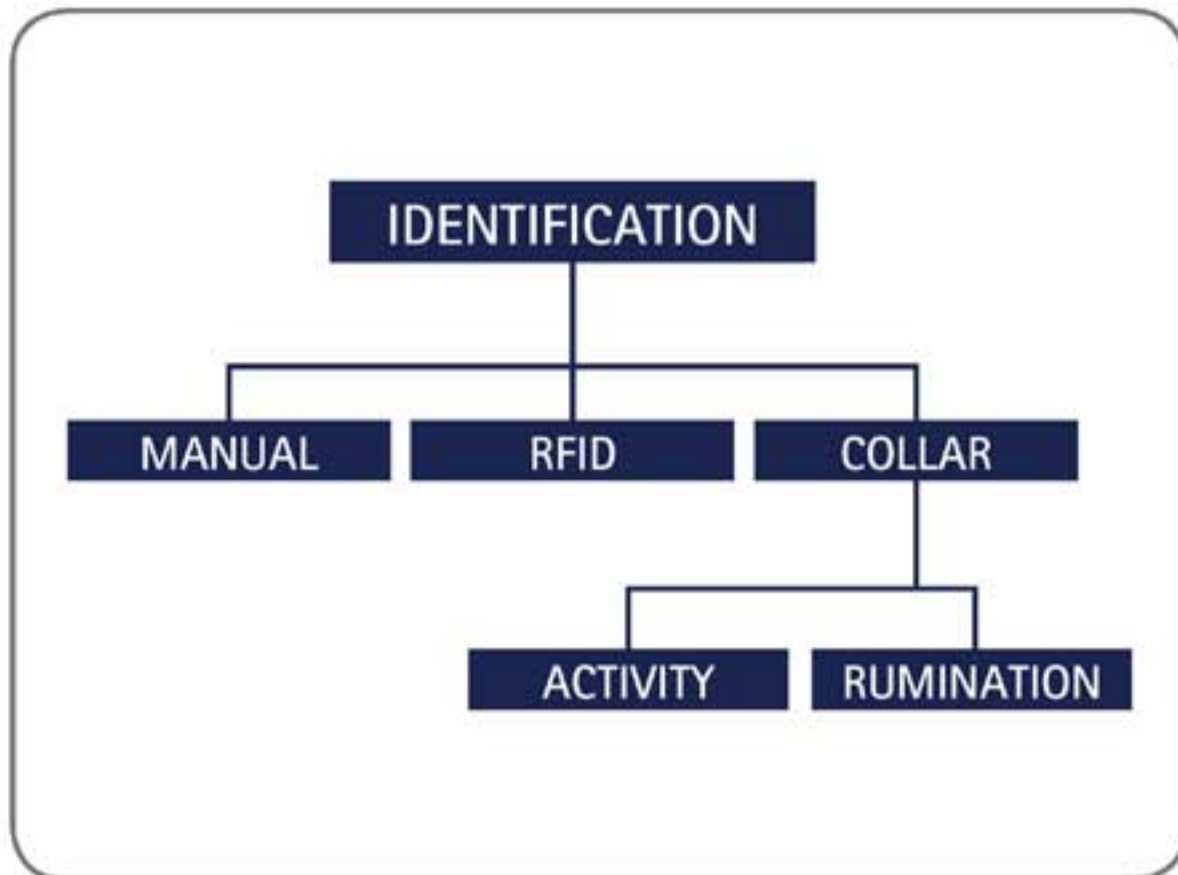 IDENTIFICATION
MANUAL
RFID
COLLAR
ACTIVITY
RUMINATION